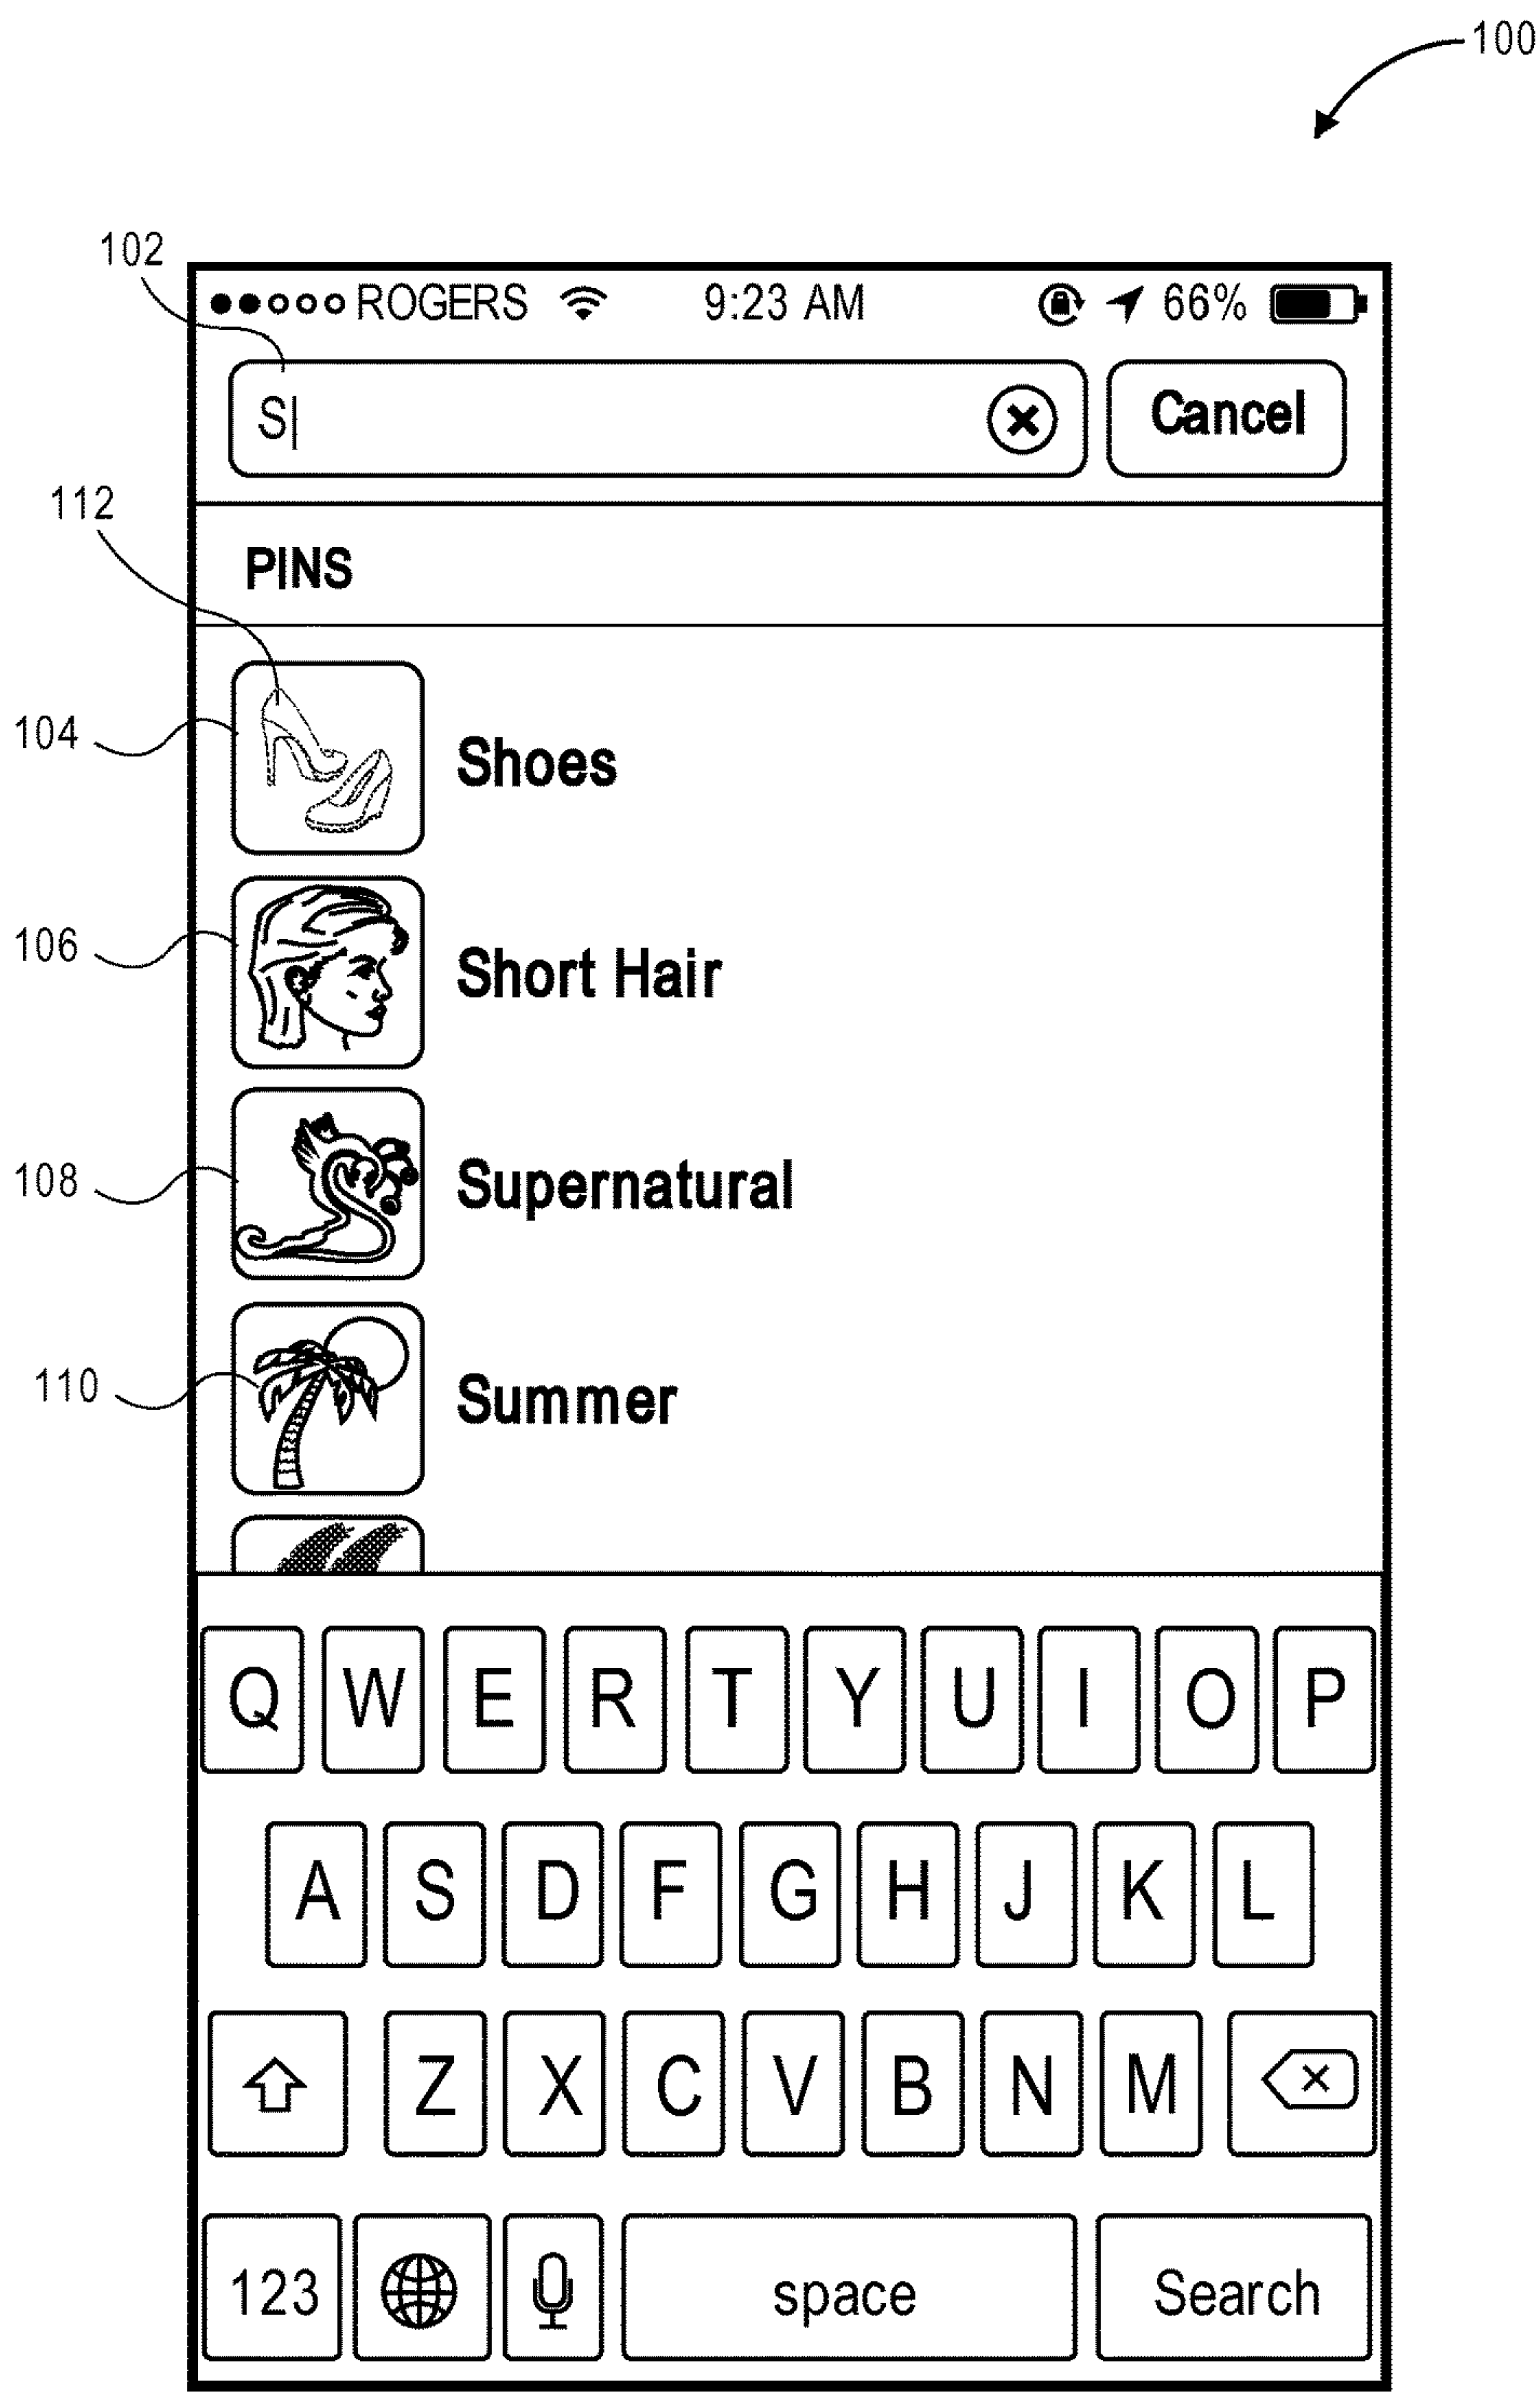 100
102
ROGERS 9:23 AM 66%
S
Cancel
112
PINS
104
Shoes
106
Short Hair
108
Supernatural
110
Summer
Q W E R T Y U I O P
A S D F G H J K L
Z X C V B N M
123 space Search